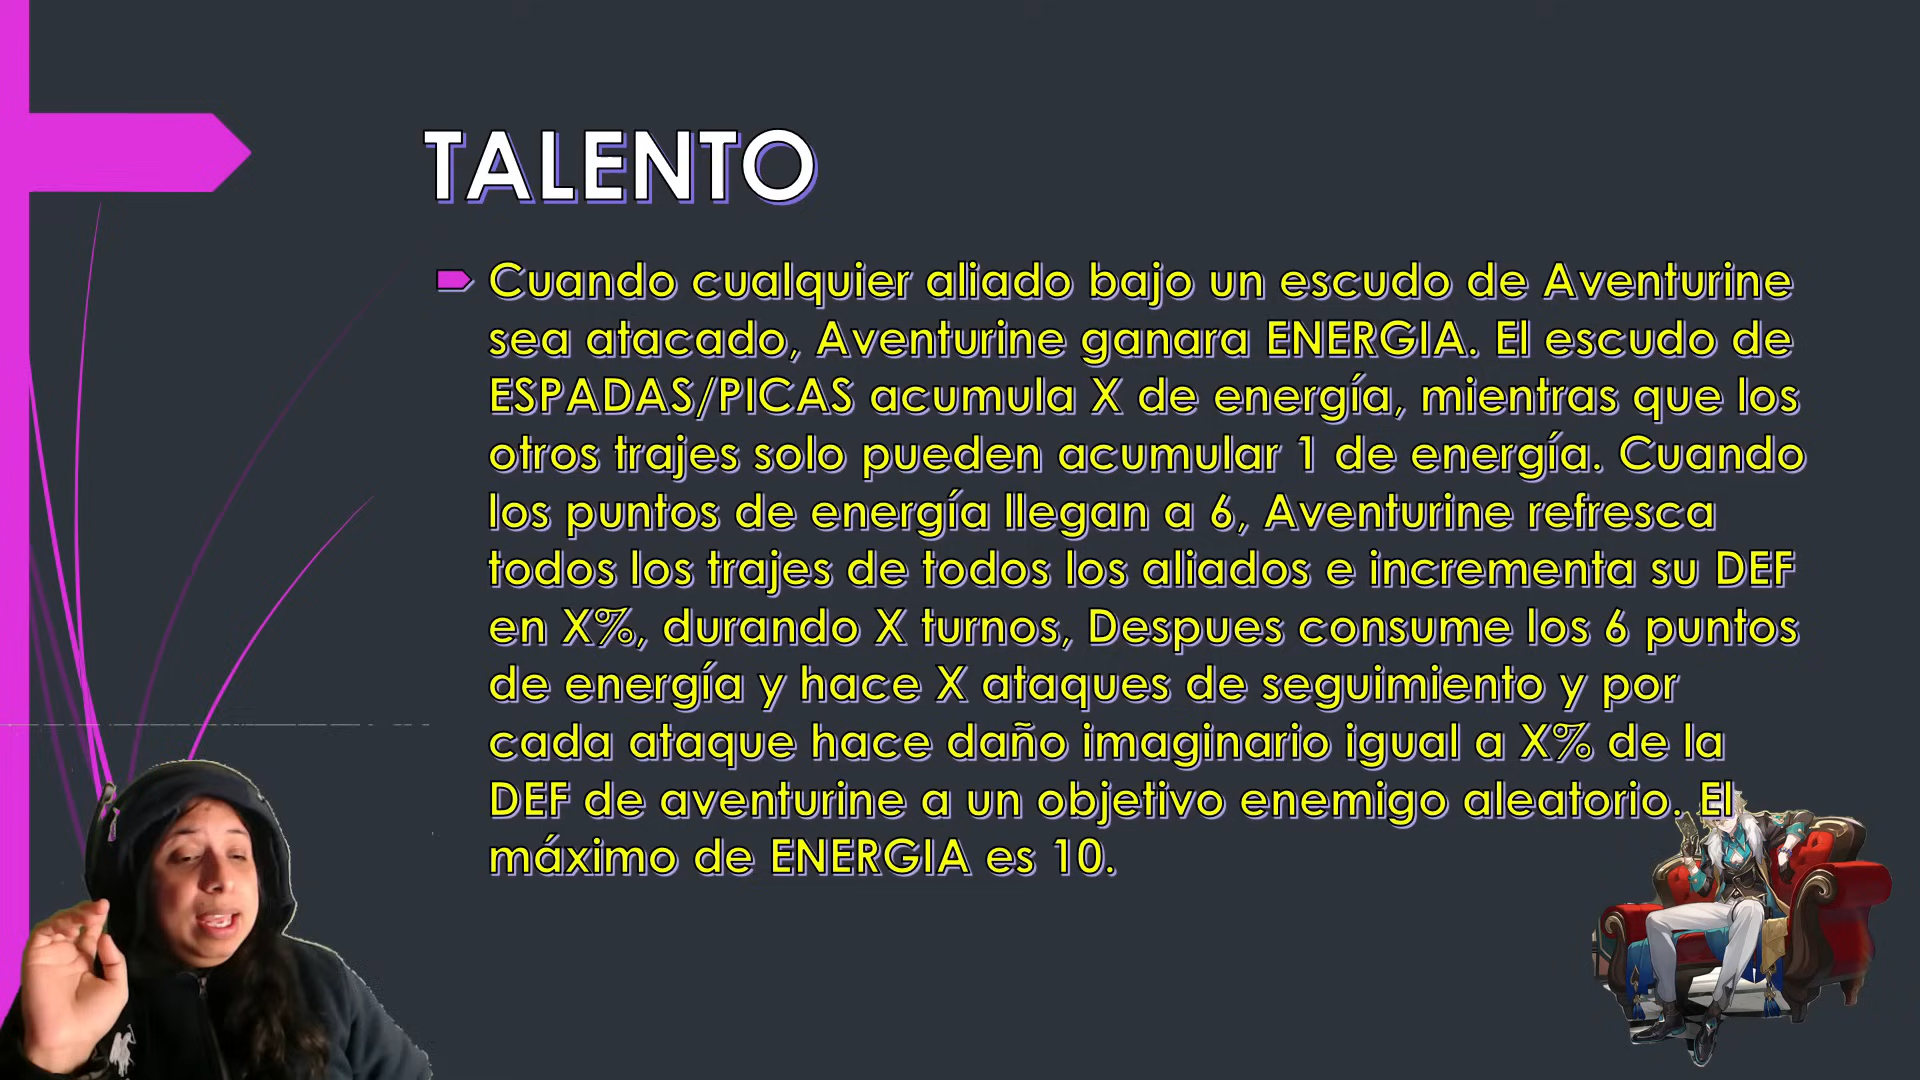 TALENTO
Cuando cualquier aliado bajo un escudo de Aventurine
sea atacado, Aventurine ganara ENERGIA. El escudo de
ESPADAS/PICAS acumula X de energía, mientras que los
otros trajes solo pueden acumular 1 de energía. Cuando
los puntos de energía llegan a 6, Aventurine refresca
todos los trajes de todos los aliados e incrementa su DEF
en X%, durando X turnos, Despues consume los 6 puntos
de energía y hace X ataques de seguimiento y por
cada ataque hace daño imaginario igual a X% de la
DEF de aventurine a un objetivo enemigo aleatorio. El
máximo de ENERGIA es 10.